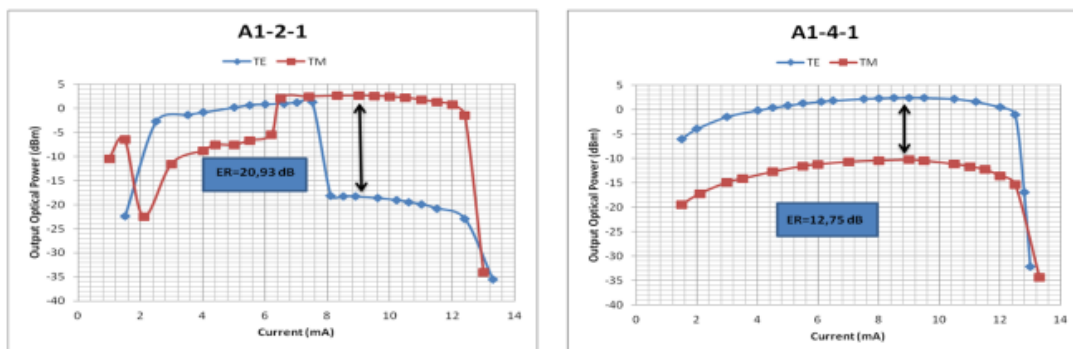 A1-2-1
TE TM
5
0
-5
-10
-15
-20
-25
-30
-35
-40
Output Optical Power (dBm)
ER=20,93 dB
0 2 4 6 8 10 12 14
Current (mA)
A1-4-1
TE TM
5
0
-5
-10
-15
-20
-25
-30
-35
-40
Output Optical Power (dBm)
ER=12,75 dB
0 2 4 6 8 10 12 14
Current (mA)